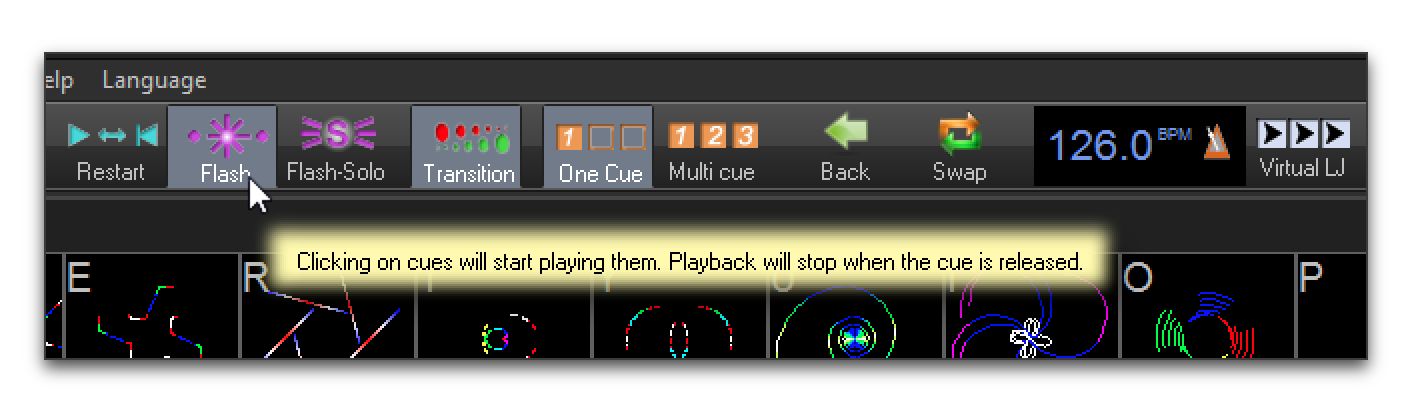 elp Language
Restart Flash Flash-Solo Transition One Cue Multi cue Back Swap 126.0 BPM Virtual LJ
S 1 1 2 3
Clicking on cues will start playing them. Playback will stop when the cue is released.
E R T Y U I O P